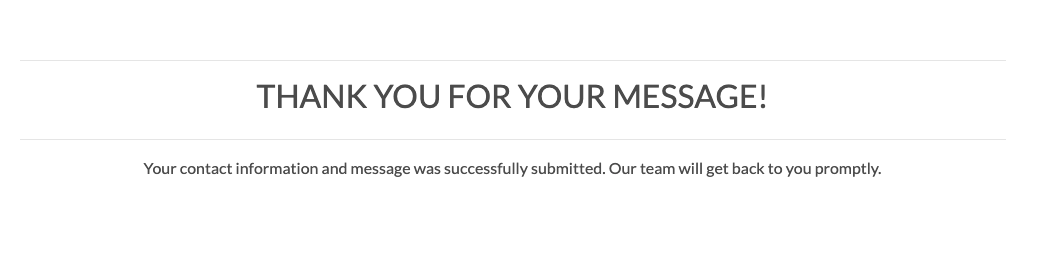 THANK YOU FOR YOUR MESSAGE!
Your contact information and message was successfully submitted. Our team will get back to you promptly.